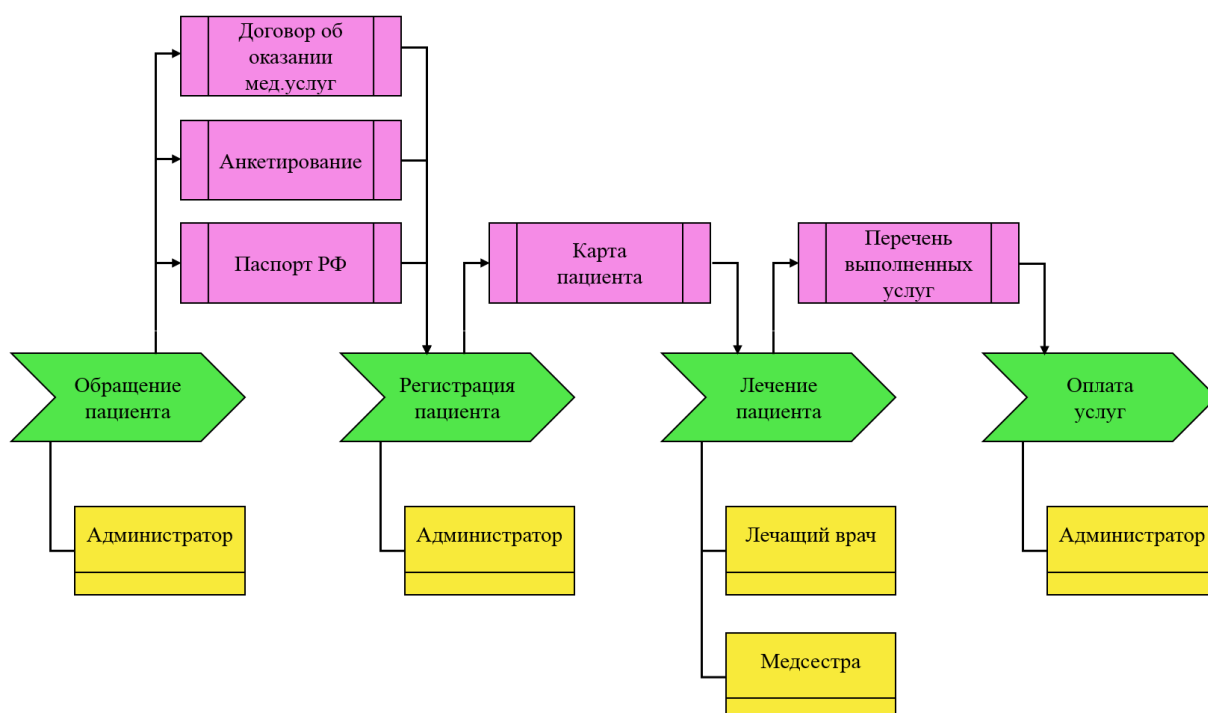 Договор об
оказании
мед.услуг
Анкетирование
Паспорт РФ
Карта
пациента
Перечень
выполненных
услуг
Обращение
пациента
Регистрация
пациента
Лечение
пациента
Оплата
услуг
Администратор
Администратор
Лечащий врач
Администратор
Медсестра